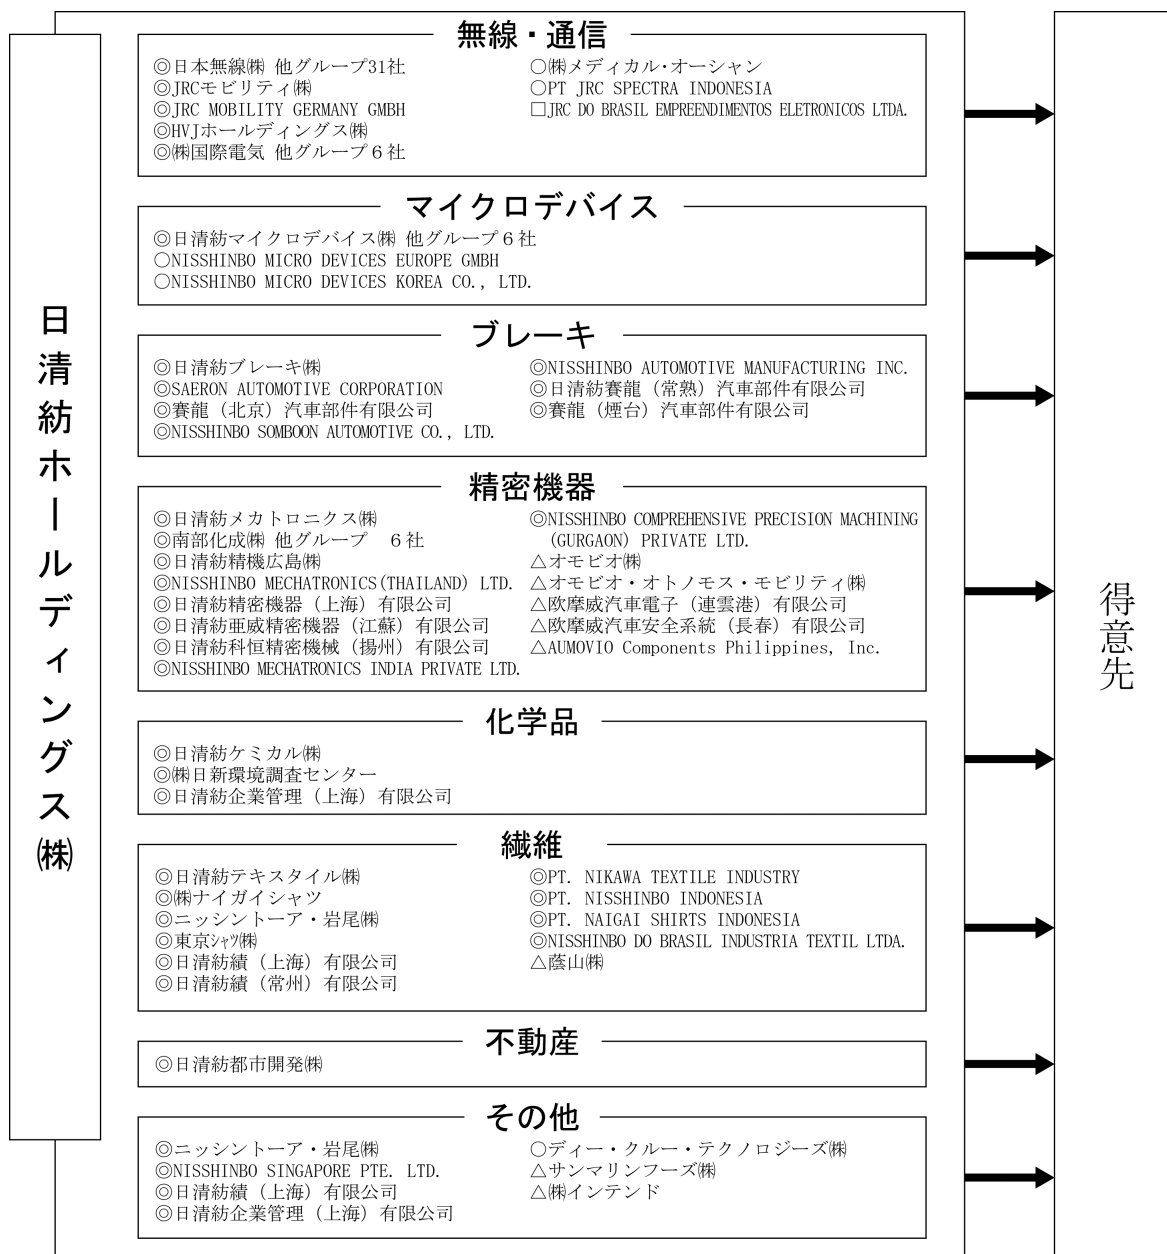 日清紡ホールディングス㈱
無線・通信
◎日本無線㈱ 他グループ31社
◎JRCモビリティ㈱
◎JRC MOBILITY GERMANY GMBH
◎HVJホールディングス㈱
◎㈱国際電気 他グループ6社
○㈱メディカル・オーシャン
○PT JRC SPECTRA INDONESIA
□JRC DO BRASIL EMPREENDIMENTOS ELETRONICOS LTDA.
マイクロデバイス
◎日清紡マイクロデバイス㈱ 他グループ6社
○NISSHINBO MICRO DEVICES EUROPE GMBH
○NISSHINBO MICRO DEVICES KOREA CO., LTD.
ブレーキ
◎日清紡ブレーキ㈱
◎SAERON AUTOMOTIVE CORPORATION
◎賽龍（北京）汽車部件有限公司
◎NISSHINBO SOMBOON AUTOMOTIVE CO., LTD.
◎NISSHINBO AUTOMOTIVE MANUFACTURING INC.
◎日清紡賽龍（常熟）汽車部件有限公司
◎賽龍（煙台）汽車部件有限公司
精密機器
◎日清紡メカトロニクス㈱
◎南部化成㈱ 他グループ　6社
◎日清紡精機広島㈱
◎NISSHINBO MECHATRONICS(THAILAND) LTD.
◎日清紡精密機器（上海）有限公司
◎日清紡亜威精密機器（江蘇）有限公司
◎日清紡科恒精密機械（揚州）有限公司
◎NISSHINBO MECHATRONICS INDIA PRIVATE LTD.
◎NISSHINBO COMPREHENSIVE PRECISION MACHINING
(GURGAON) PRIVATE LTD.
△オモビオ㈱
△オモビオ・オトノモス・モビリティ㈱
△欧摩威汽車電子（連雲港）有限公司
△欧摩威汽車安全系統（長春）有限公司
△AUMOVIO Components Philippines, Inc.
化学品
◎日清紡ケミカル㈱
◎㈱日新環境調査センター
◎日清紡企業管理（上海）有限公司
繊維
◎日清紡テキスタイル㈱
◎㈱ナイガイシャツ
◎ニッシントーア・岩尾㈱
◎東京ｼｬﾂ㈱
◎日清紡績（上海）有限公司
◎日清紡績（常州）有限公司
◎PT. NIKAWA TEXTILE INDUSTRY
◎PT. NISSHINBO INDONESIA
◎PT. NAIGAI SHIRTS INDONESIA
◎NISSHINBO DO BRASIL INDUSTRIA TEXTIL LTDA.
△蔭山㈱
不動産
◎日清紡都市開発㈱
その他
◎ニッシントーア・岩尾㈱
◎NISSHINBO SINGAPORE PTE. LTD.
◎日清紡績（上海）有限公司
◎日清紡企業管理（上海）有限公司
○ディー・クルー・テクノロジーズ㈱
△サンマリンフーズ㈱
△㈱インテンド
得意先